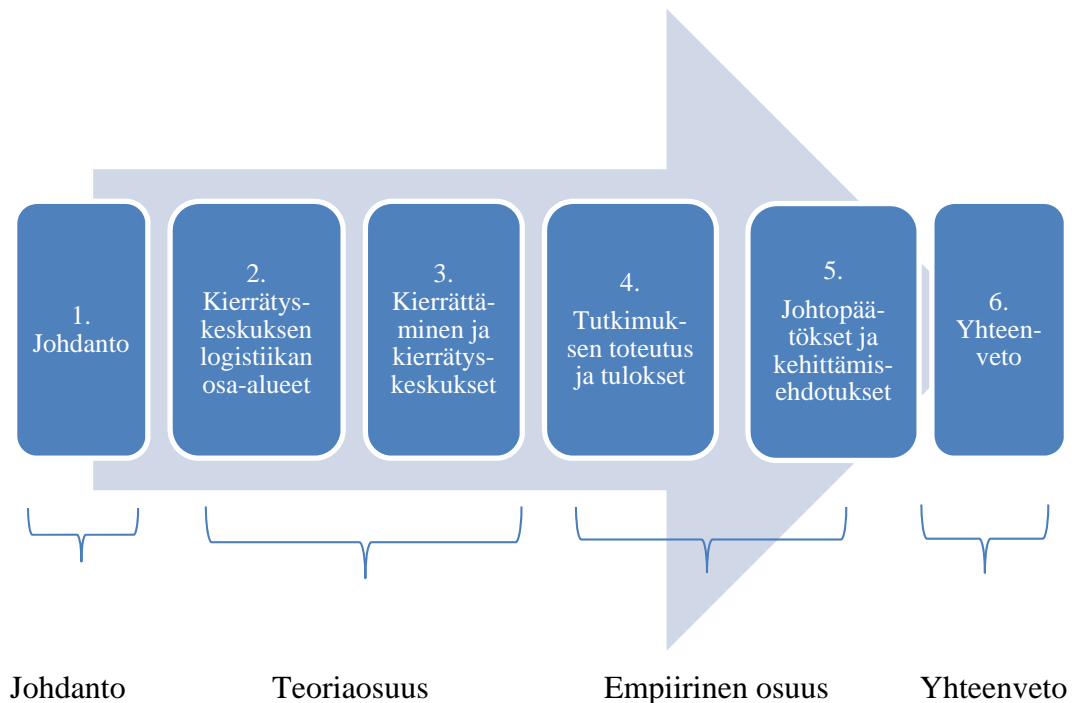 1.
Johdanto
2.
Kierrätys-
keskuksen
logistiikan
osa-alueet
3.
Kierrättä-
minen ja
kierrätys-
keskukset
4.
Tutkimuk-
sen toteutus
ja tulokset
5.
Johtopää-
tökset ja
kehittämis-
ehdotukset
6.
Yhteen-
veto
Johdanto
Teoriaosuus
Empiirinen osuus
Yhteenveto